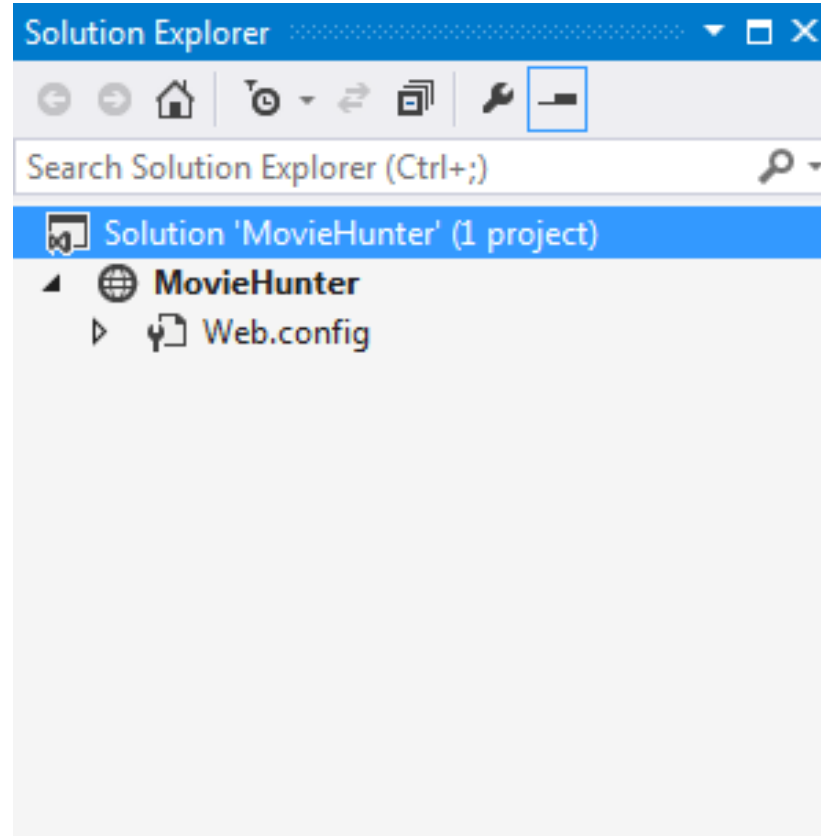 Solution Explorer
Search Solution Explorer (Ctrl+;)
Solution 'MovieHunter' (1 project)
MovieHunter
Web.config